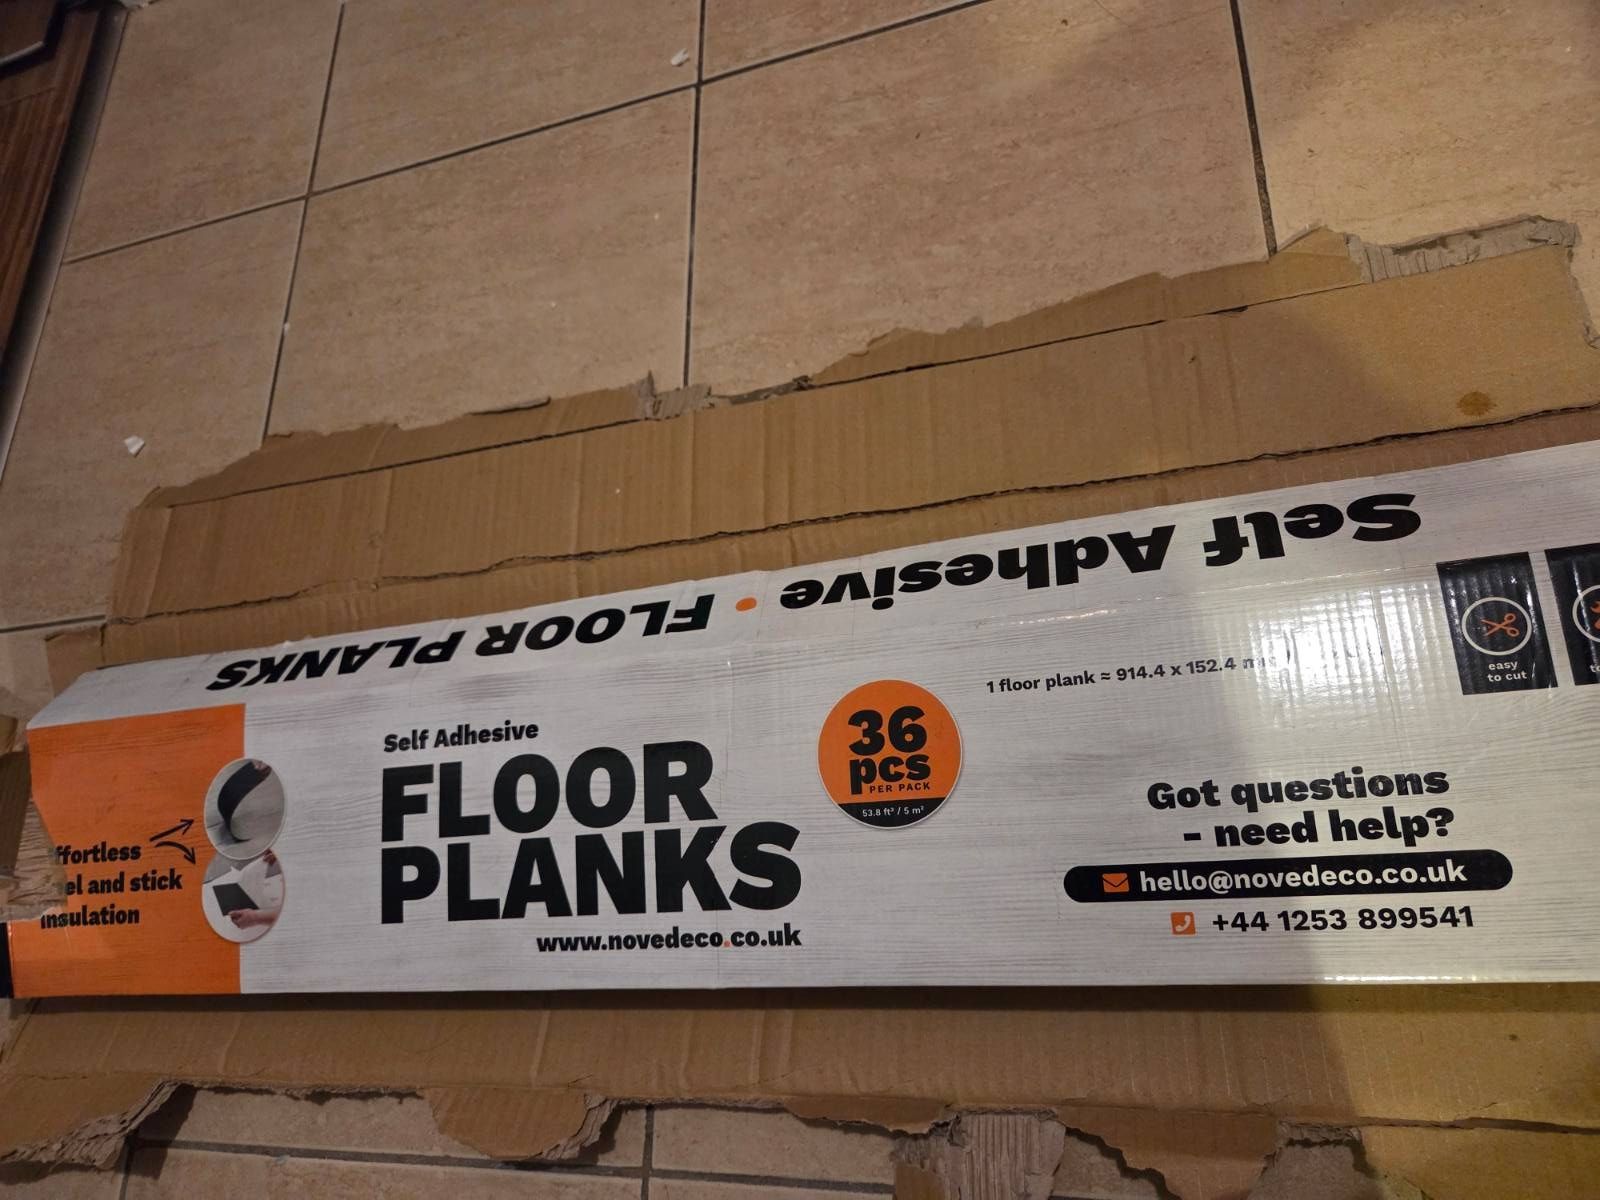 Self Adhesive • FLOOR PLANKS
1 floor plank ≈ 914.4 x 152.4
easy
to cut
Self Adhesive
FLOOR
PLANKS
www.novedeco.co.uk
36
pcs
PER PACK
53.8 ft² / 5 m²
and stick
insulation
Got questions
- need help?
hello@novedeco.co.uk
+44 1253 899541